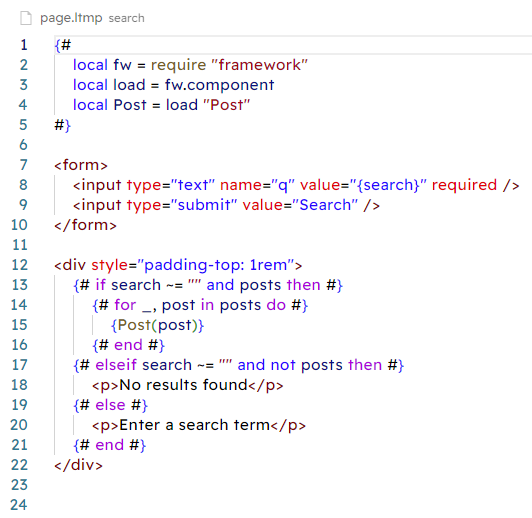 page.ltmp search
1 {#
2 local fw = require "framework"
3 local load = fw.component
4 local Post = load "Post"
5 #}
6
7 <form>
8 <input type="text" name="q" value="{search}" required />
9 <input type="submit" value="Search" />
10 </form>
11
12 <div style="padding-top: 1rem">
13 {# if search ~= "" and posts then #}
14 {# for _, post in posts do #}
15 {Post(post)}
16 {# end #}
17 {# elseif search ~= "" and not posts then #}
18 <p>No results found</p>
19 {# else #}
20 <p>Enter a search term</p>
21 {# end #}
22 </div>
23
24